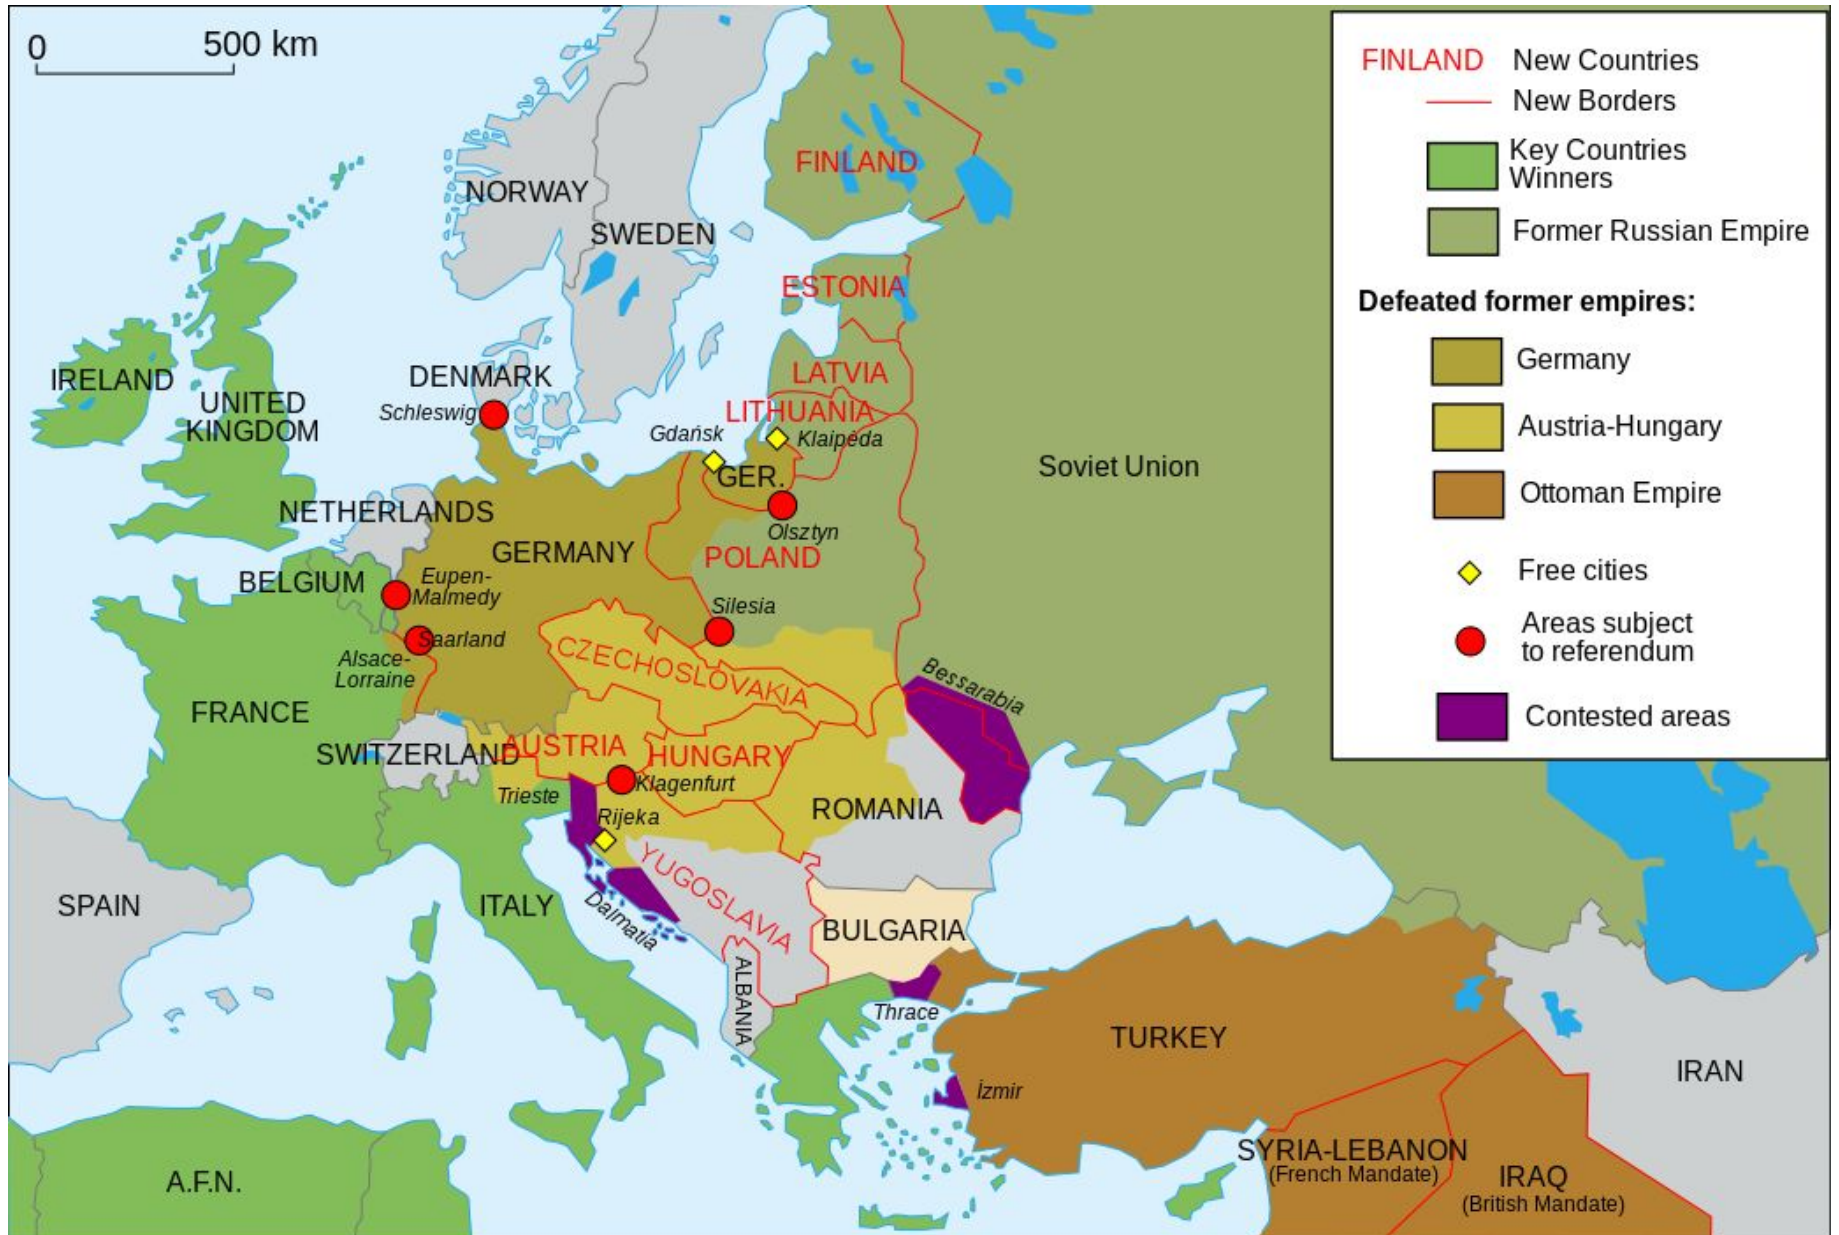 0 500 km
NORWAY
SWEDEN
FINLAND
ESTONIA
LATVIA
LITHUANIA
Klaipėda
Gdańsk
GER.
Olsztyn
IRELAND
UNITED
KINGDOM
DENMARK
Schleswig
NETHERLANDS
GERMANY
POLAND
Soviet Union
BELGIUM
Eupen-
Malmedy
Silesia
Saarland
Alsace-
Lorraine
CZECHOSLOVAKIA
Bessarabia
FRANCE
SWITZERLAND
AUSTRIA
HUNGARY
Klagenfurt
Trieste
Rijeka
ROMANIA
YUGOSLAVIA
SPAIN
ITALY
Dalmatia
BULGARIA
ALBANIA
Thrace
TURKEY
İzmir
IRAN
A.F.N.
SYRIA-LEBANON
(French Mandate)
IRAQ
(British Mandate)
FINLAND New Countries
New Borders
Key Countries
Winners
Former Russian Empire
Defeated former empires:
Germany
Austria-Hungary
Ottoman Empire
Free cities
Areas subject
to referendum
Contested areas